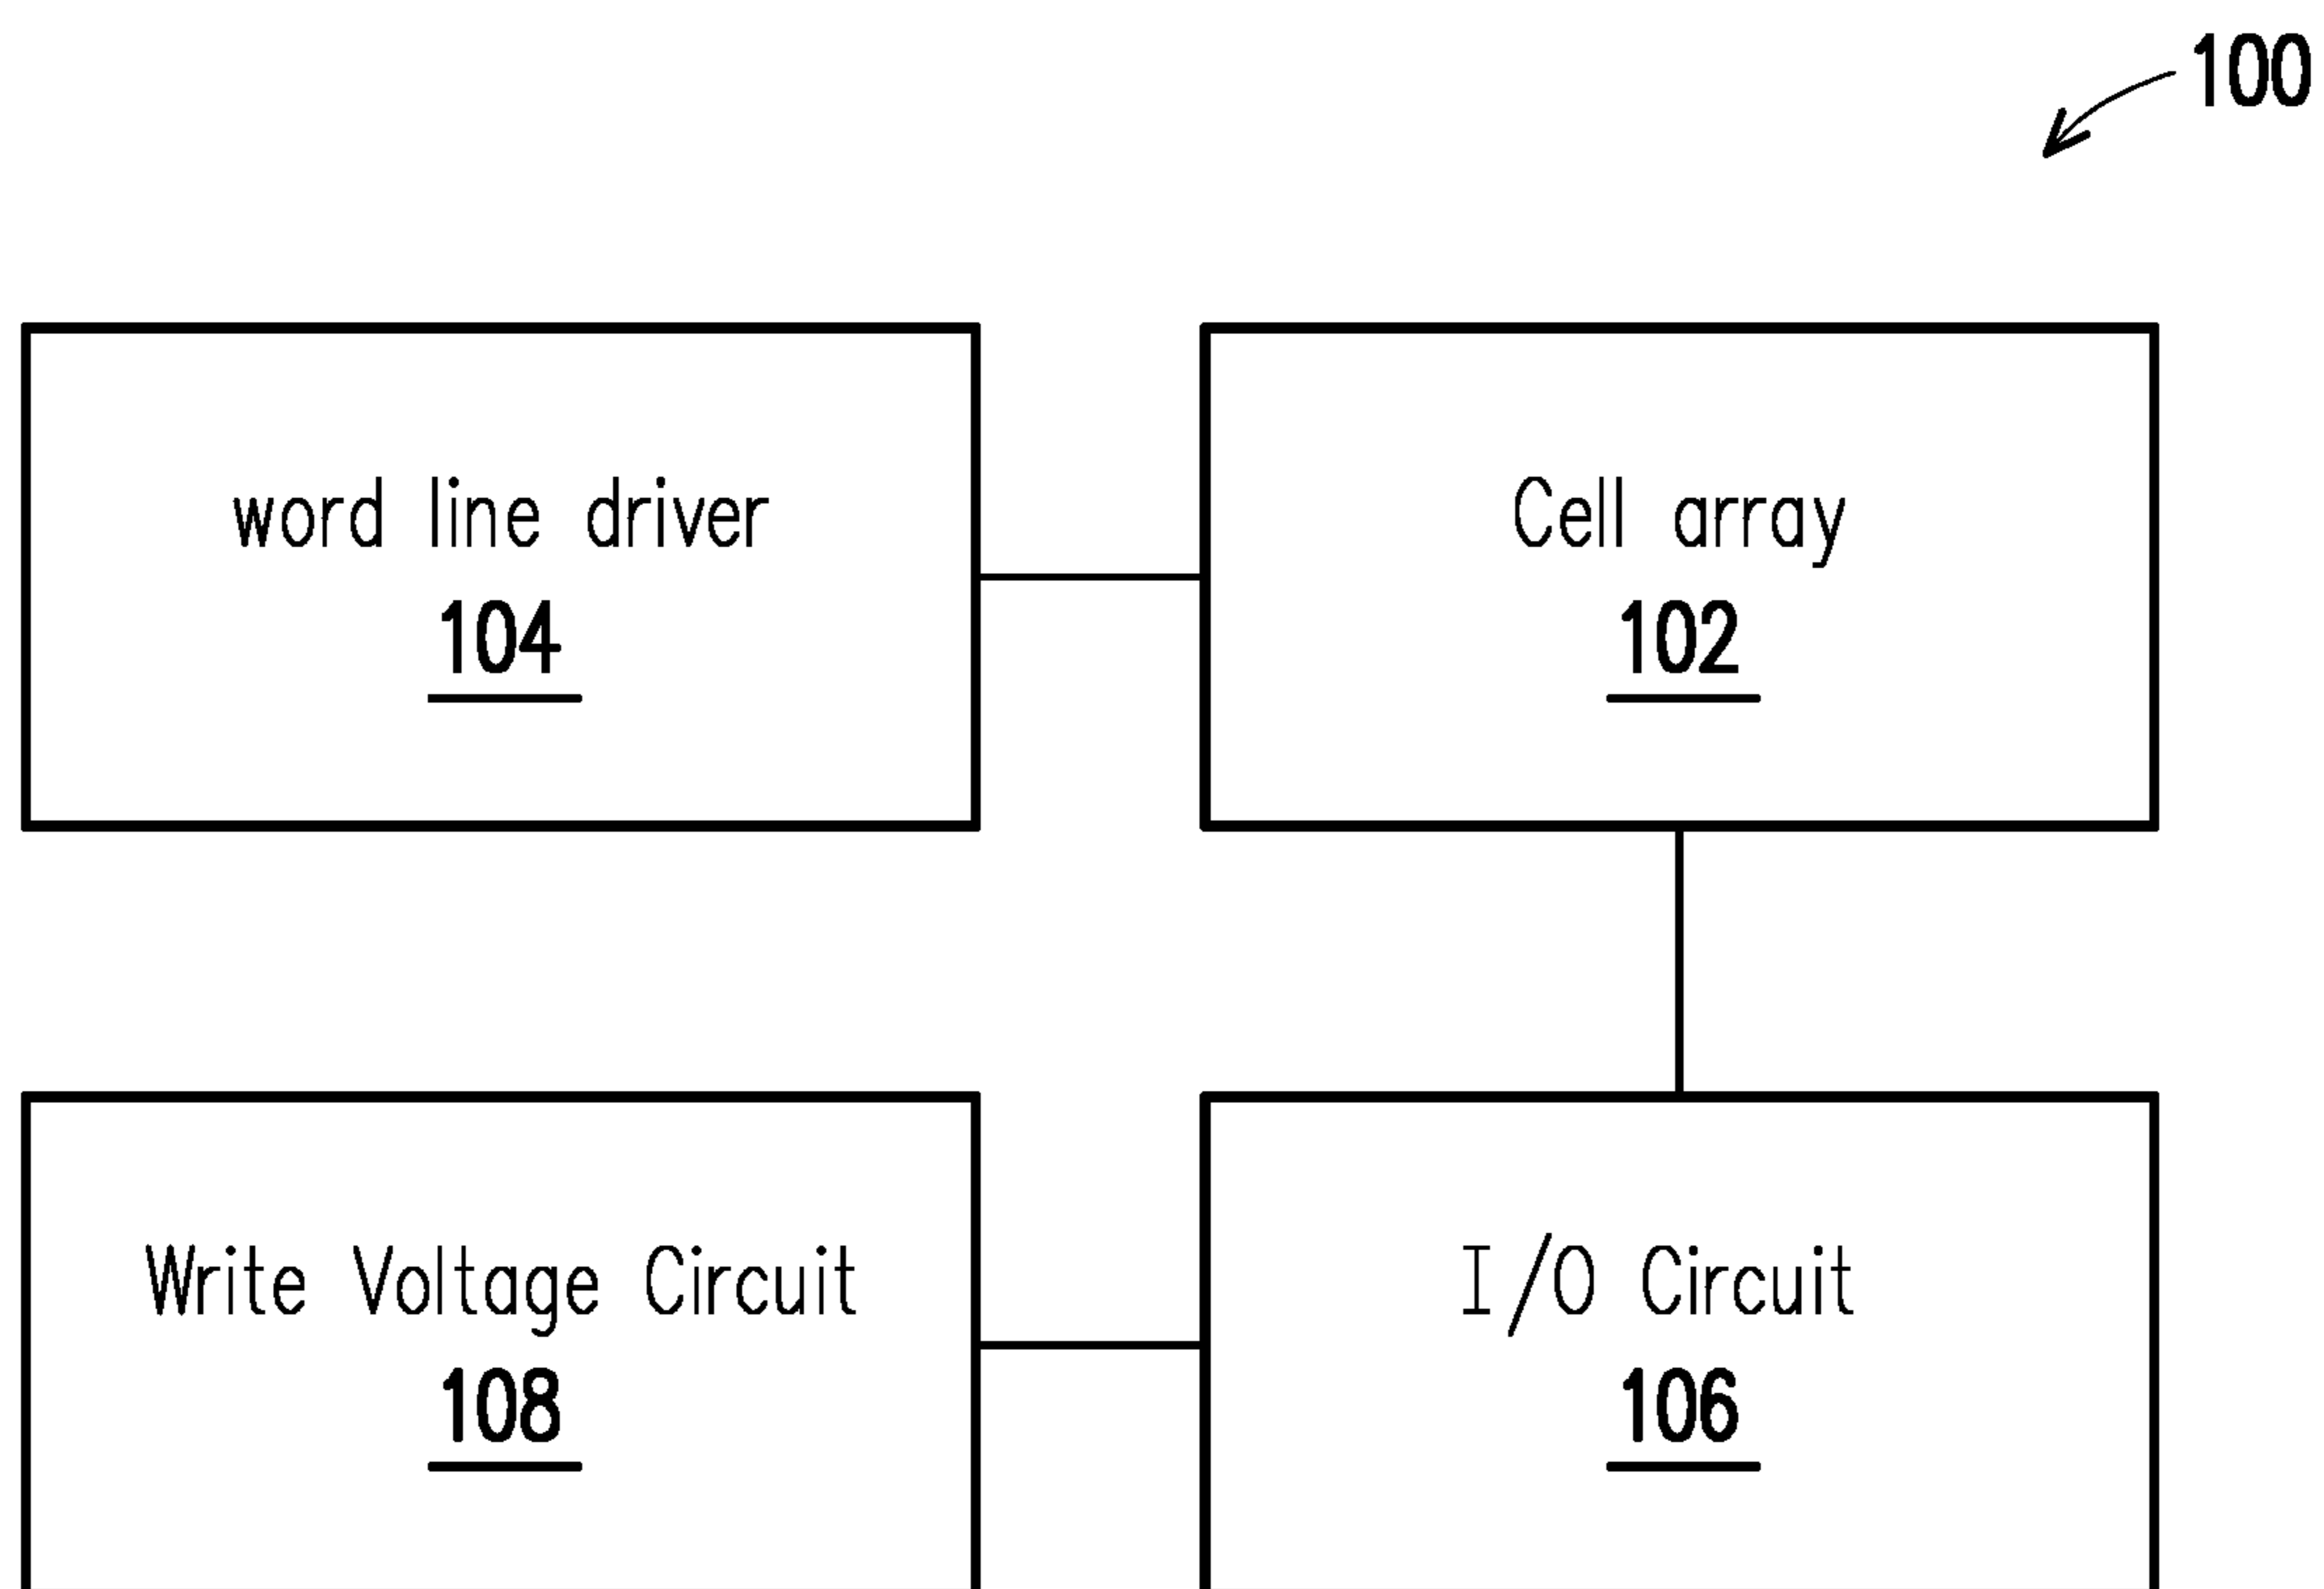 100
word line driver
104
Cell array
102
Write Voltage Circuit
108
I/O Circuit
106